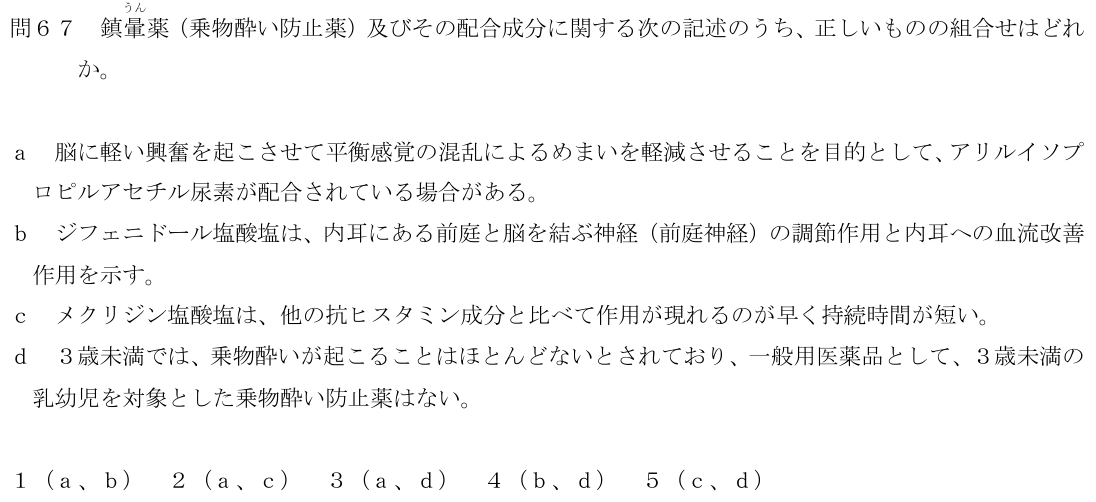 うん
問６７　鎮暈薬（乗物酔い防止薬）及びその配合成分に関する次の記述のうち、正しいものの組合せはどれ
か。
ａ　脳に軽い興奮を起こさせて平衡感覚の混乱によるめまいを軽減させることを目的として、アリルイソプ
ロピルアセチル尿素が配合されている場合がある。
ｂ　ジフェニドール塩酸塩は、内耳にある前庭と脳を結ぶ神経（前庭神経）の調節作用と内耳への血流改善
作用を示す。
ｃ　メクリジン塩酸塩は、他の抗ヒスタミン成分と比べて作用が現れるのが早く持続時間が短い。
ｄ　３歳未満では、乗物酔いが起こることはほとんどないとされており、一般用医薬品として、３歳未満の
乳幼児を対象とした乗物酔い防止薬はない。
１（ａ、ｂ）　２（ａ、ｃ）　３（ａ、ｄ）　４（ｂ、ｄ）　５（ｃ、ｄ）